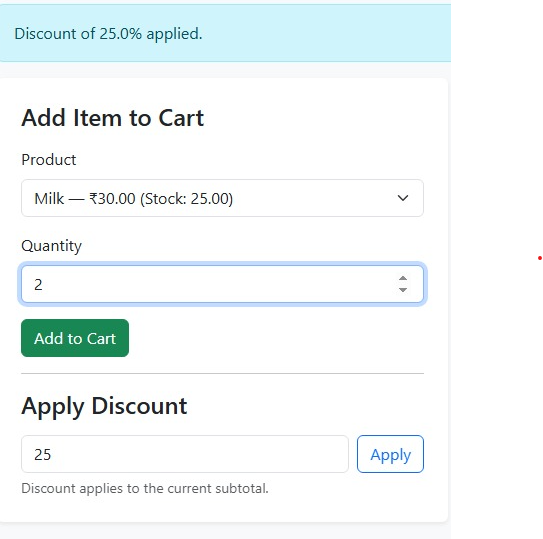 Discount of 25.0% applied.
Add Item to Cart
Product
Milk — ₹30.00 (Stock: 25.00)
Quantity
2
Add to Cart
Apply Discount
25
Apply
Discount applies to the current subtotal.